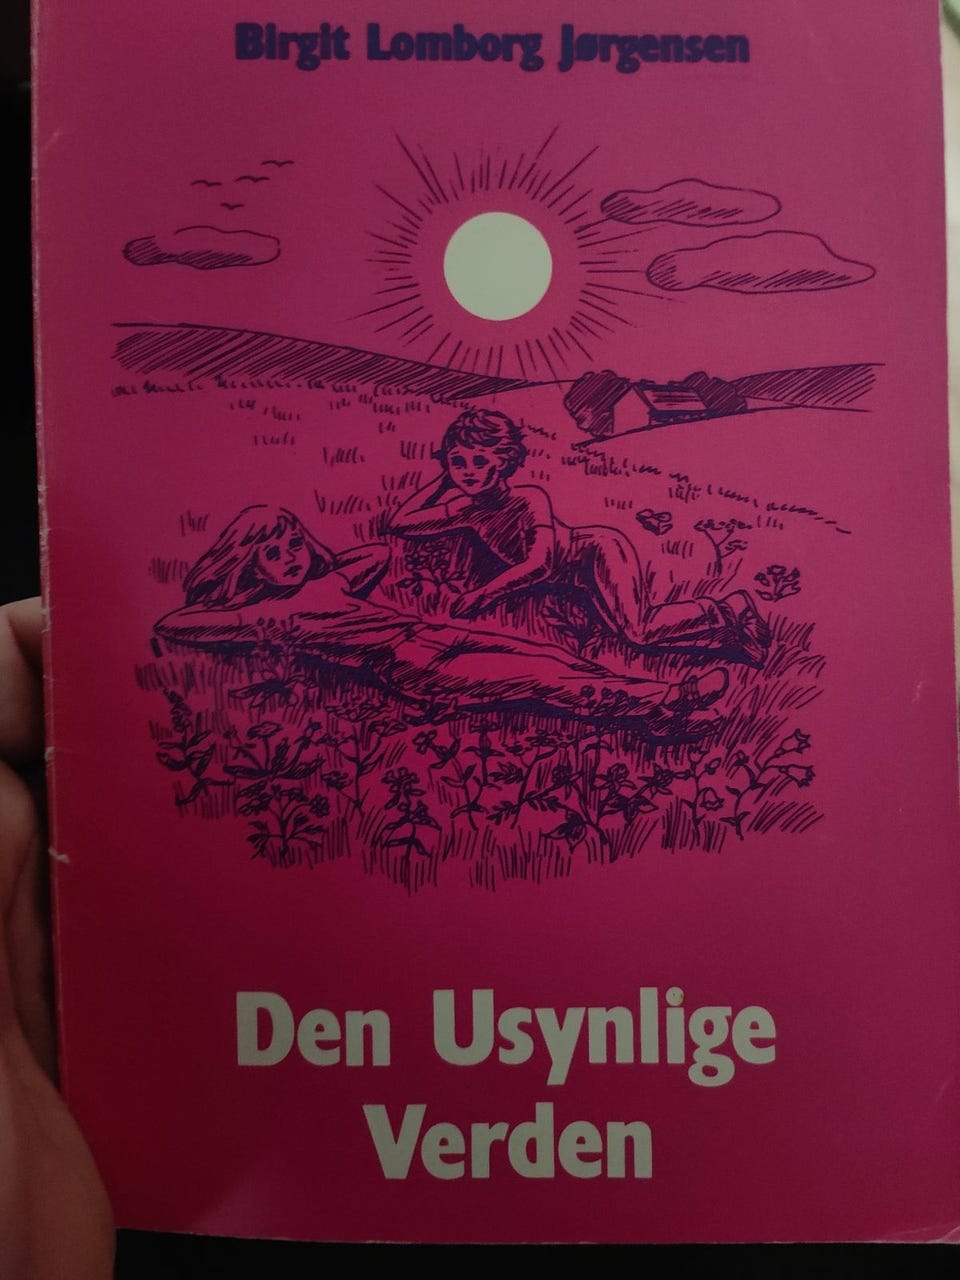 Birgit Lomborg Jørgensen
Den Usynlige
Verden